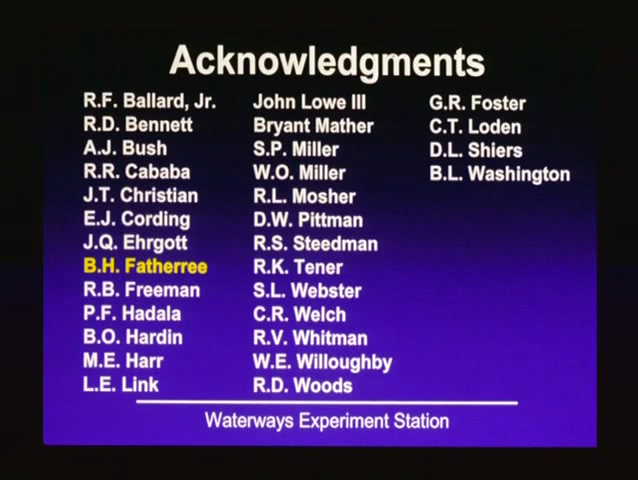 Acknowledgments
R.F. Ballard, Jr.
R.D. Bennett
A.J. Bush
R.R. Cababa
J.T. Christian
E.J. Cording
J.Q. Ehrgott
B.H. Fatherree
R.B. Freeman
P.F. Hadala
B.O. Hardin
M.E. Harr
L.E. Link
John Lowe III
Bryant Mather
S.P. Miller
W.O. Miller
R.L. Mosher
D.W. Pittman
R.S. Steedman
R.K. Tener
S.L. Webster
C.R. Welch
R.V. Whitman
W.E. Willoughby
R.D. Woods
G.R. Foster
C.T. Loden
D.L. Shiers
B.L. Washington
Waterways Experiment Station